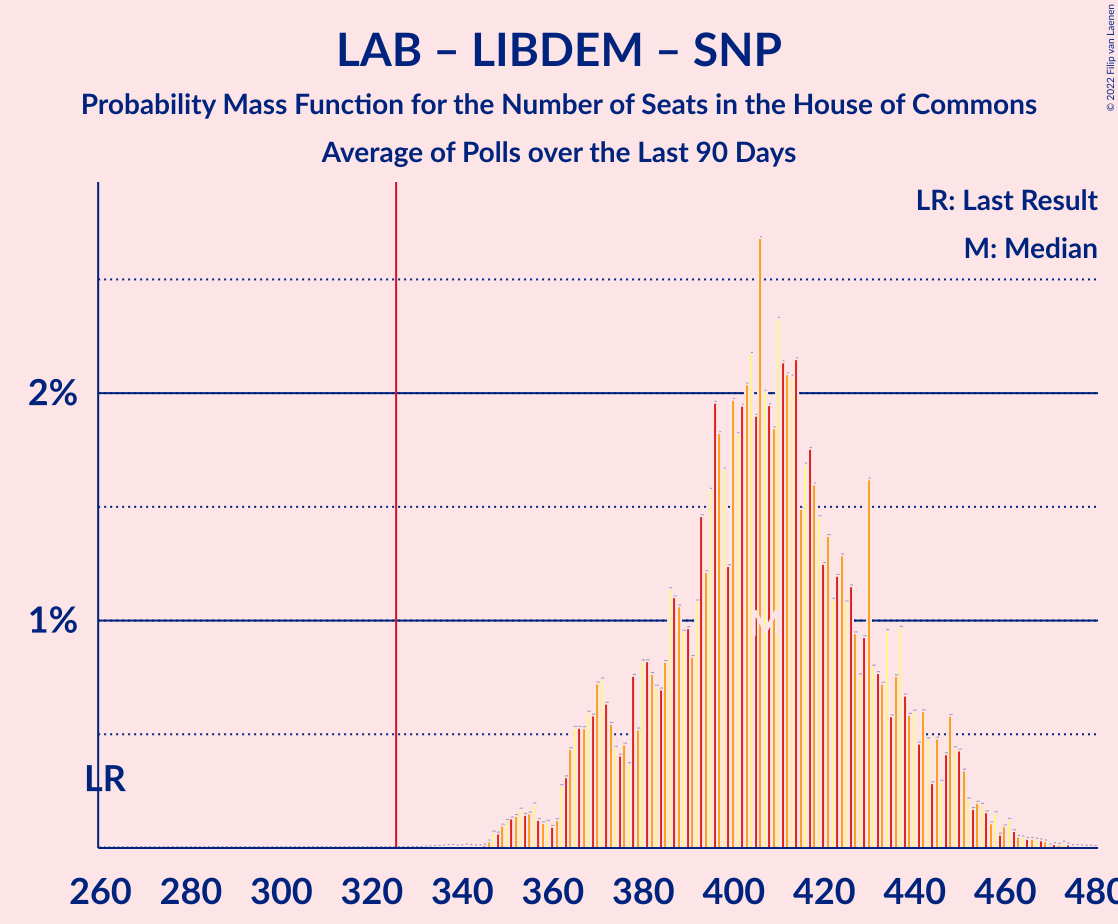 LAB – LIBDEM – SNP
Probability Mass Function for the Number of Seats in the House of Commons
Average of Polls over the Last 90 Days
© 2022 Filip van Laenen
LR: Last Result
M: Median
2%
1%
M
LR
260 280 300 320 340 360 380 400 420 440 460 480